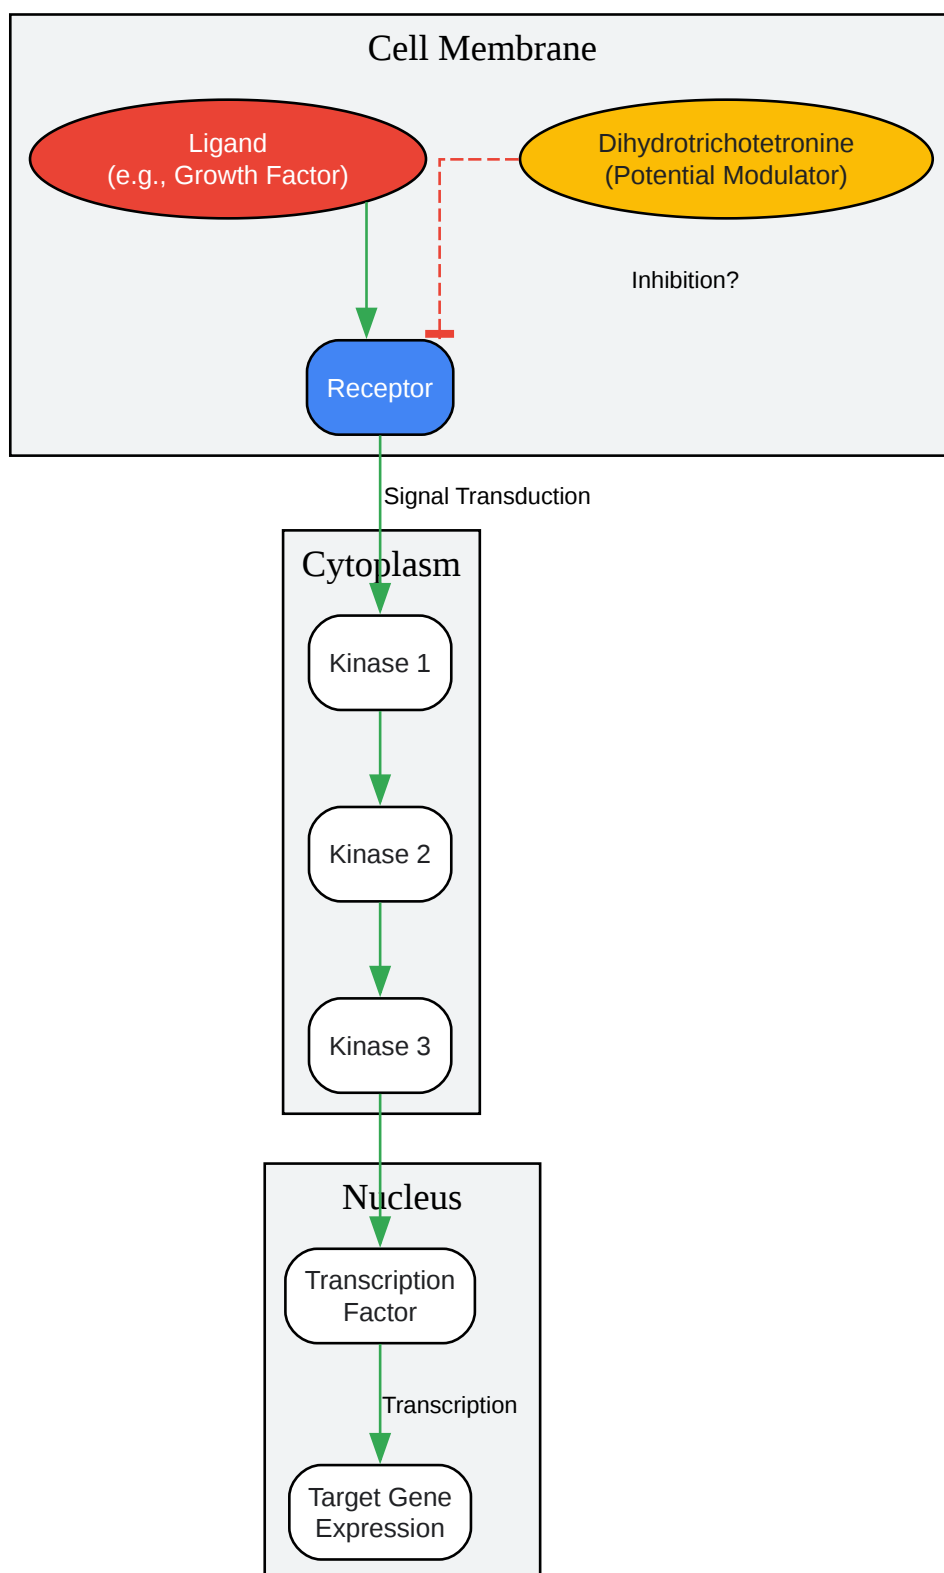 Cell Membrane
Ligand
(e.g., Growth Factor)
Dihydrotrichotetronine
(Potential Modulator)
Inhibition?
Receptor
Signal Transduction
Cytoplasm
Kinase 1
Kinase 2
Kinase 3
Nucleus
Transcription
Factor
Transcription
Target Gene
Expression